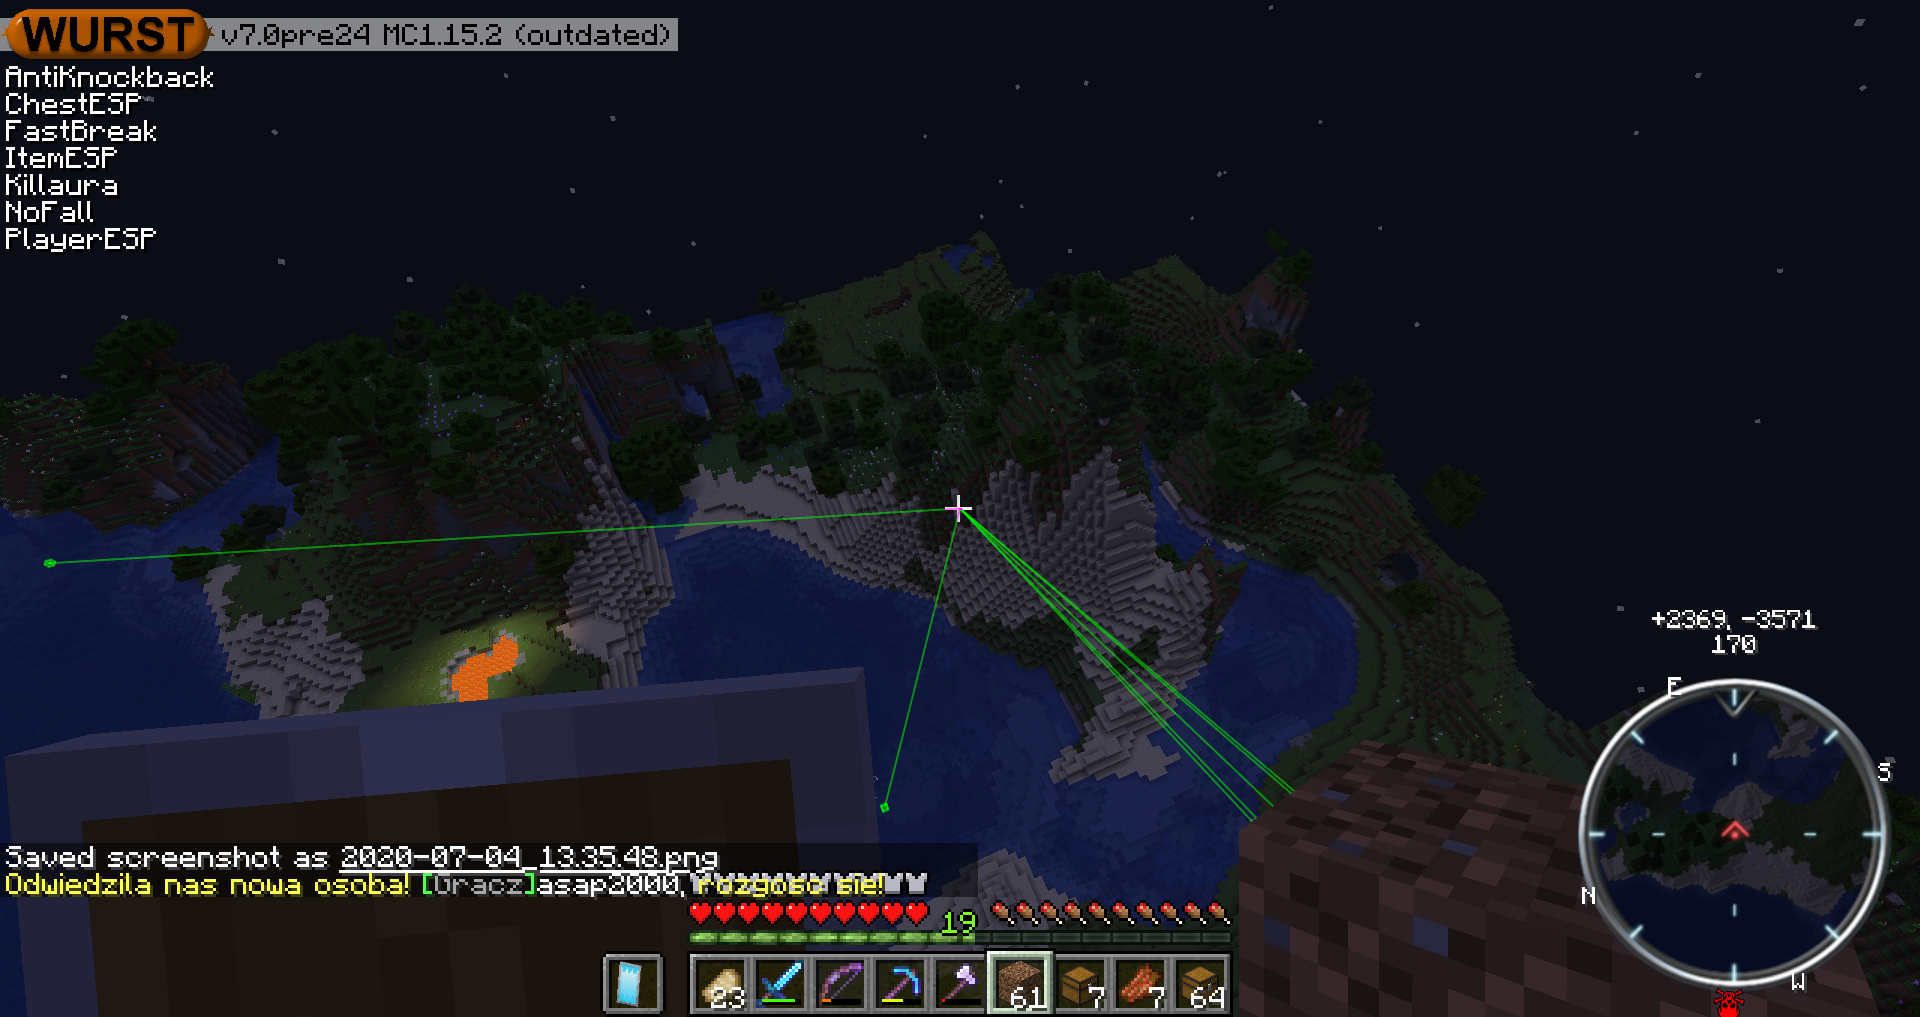 WURST v7.0pre24 MC1.15.2 (outdated)
AntiKnockback
ChestESP
FastBreak
ItemESP
Killaura
NoFall
PlayerESP
+2369, -3571
170
E
S
N
W
Saved screenshot as 2020-07-04_13.35.48.png
Odwiedzila nas nowa osoba! [Gracz]asap2000, rozgosc sie!
19
23 61 7 7 64